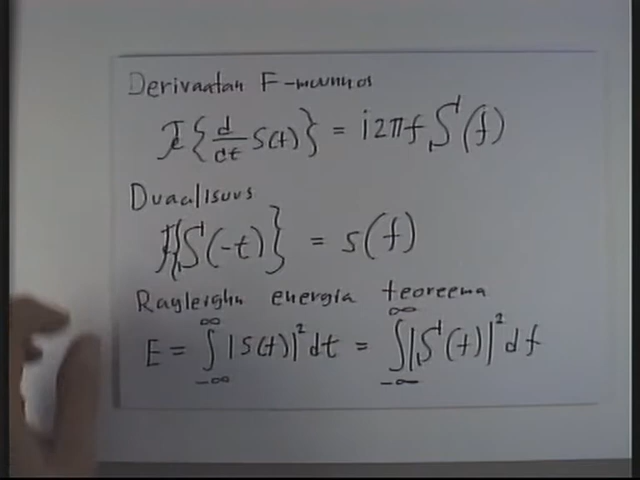 Derivaatan F-muunnos
F{d/dt s(t)} = i2πf S(f)
Duaalisuus
F{S(-t)} = s(f)
Rayleighn energia teoreema
E = ∫_{-∞}^{∞} |s(t)|² dt = ∫_{-∞}^{∞} |S(f)|² df